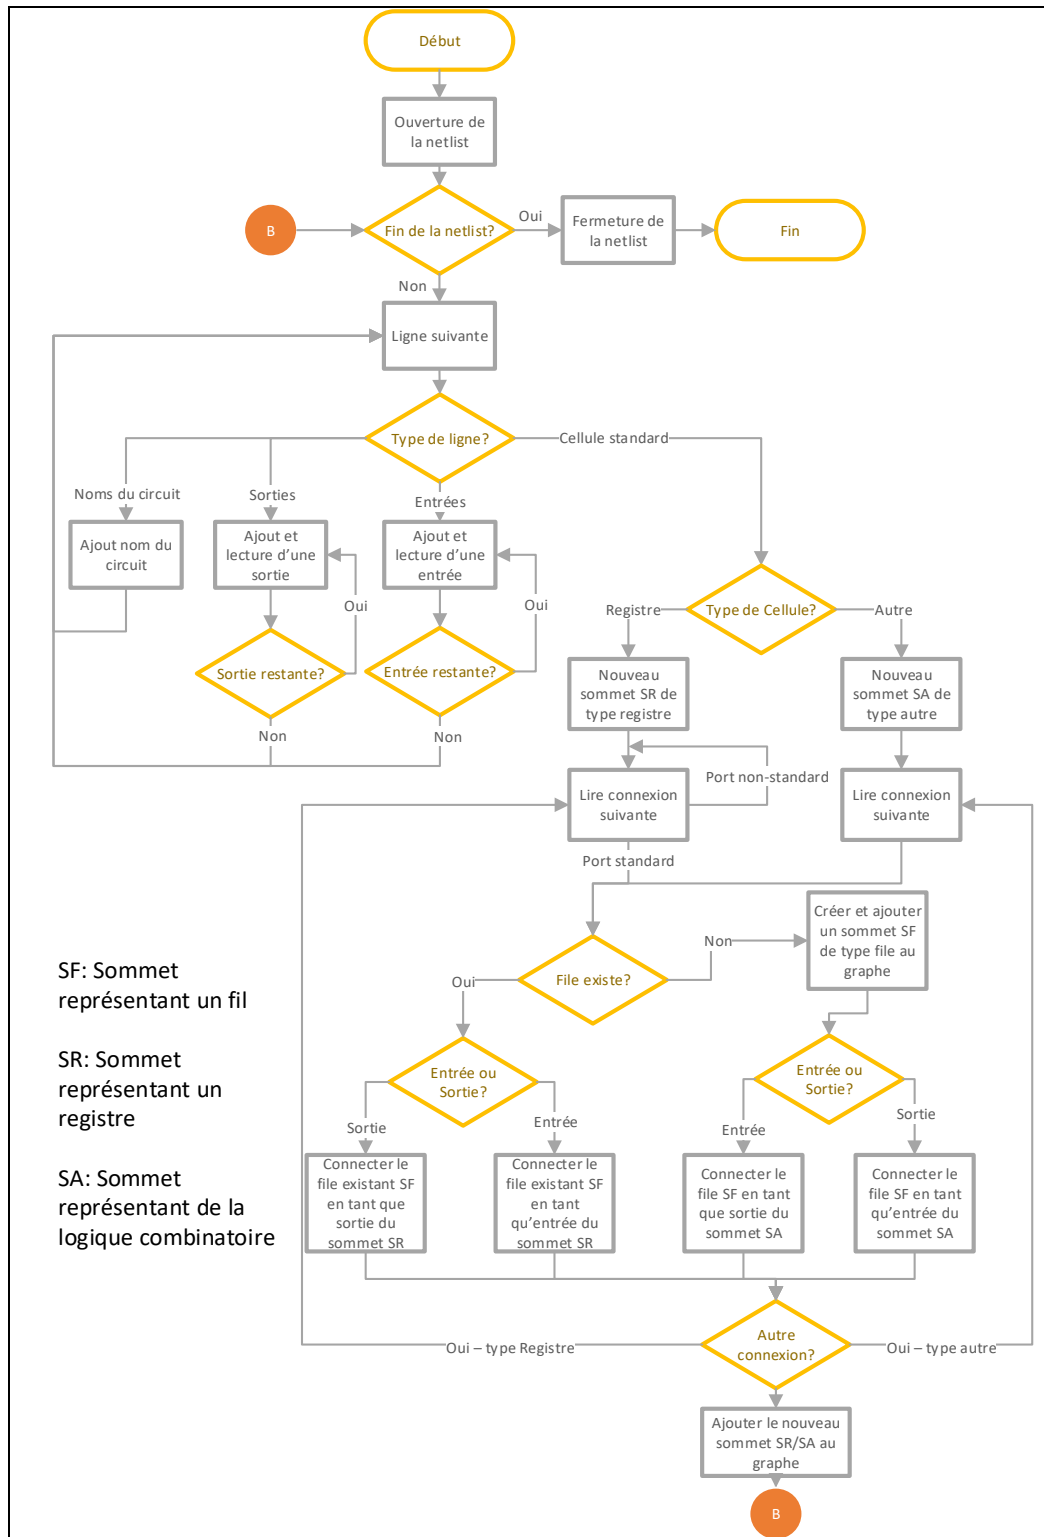 Début
Ouverture de
la netlist
B
Fin de la netlist?
Oui
Fermeture de
la netlist
Fin
Non
Ligne suivante
Type de ligne?
Cellule standard
Noms du circuit
Sorties
Entrées
Ajout nom du
circuit
Ajout et
lecture d’une
sortie
Ajout et
lecture d’une
entrée
Oui
Oui
Sortie restante?
Entrée restante?
Non
Non
Type de Cellule?
Registre
Autre
Nouveau
sommet SR de
type registre
Nouveau
sommet SA de
type autre
Port non-standard
Lire connexion
suivante
Lire connexion
suivante
Port standard
Créer et ajouter
un sommet SF
de type file au
graphe
Non
File existe?
Oui
SF: Sommet
représentant un fil
SR: Sommet
représentant un
registre
SA: Sommet
représentant de la
logique combinatoire
Entrée ou
Sortie?
Entrée ou
Sortie?
Sortie
Entrée
Entrée
Sortie
Connecter le
file existant SF
en tant que
sortie du
sommet SR
Connecter le
file existant SF
en tant
qu’entrée du
sommet SR
Connecter le
file SF en tant
que sortie du
sommet SA
Connecter le
file SF en tant
qu’entrée du
sommet SA
Autre
connexion?
Oui – type Registre
Oui – type autre
Ajouter le nouveau
sommet SR/SA au
graphe
B